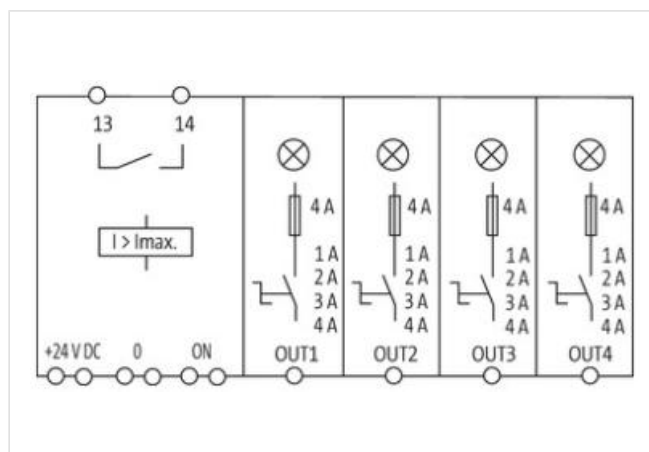 13 14
I > Imax.
+24 V DC 0 ON
4 A
1 A
2 A
3 A
4 A
OUT1
4 A
1 A
2 A
3 A
4 A
OUT2
4 A
1 A
2 A
3 A
4 A
OUT3
4 A
1 A
2 A
3 A
4 A
OUT4